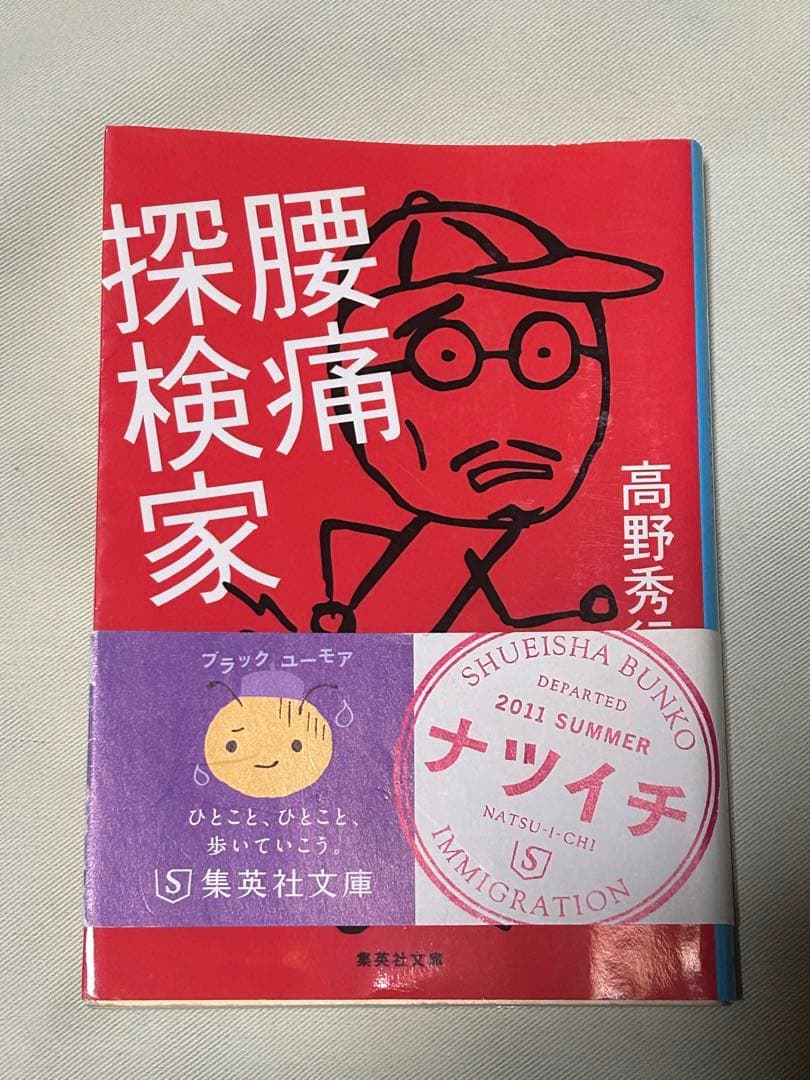 腰痛
探検家
高野秀行
ブラック ユーモア
ひとこと、ひとこと、
歩いていこう。
S 集英社文庫
SHUEISHA BUNKO
DEPARTED
2011 SUMMER
ナツイチ
NATSU-I-CHI
S
IMMIGRATION
集英社文庫